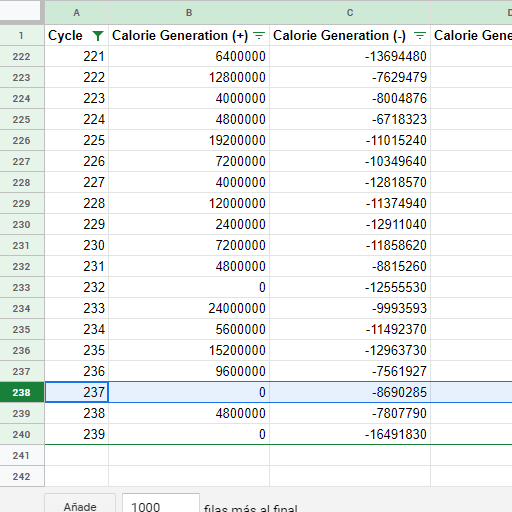 A B C D
1 Cycle Calorie Generation (+) Calorie Generation (-) Calorie Gene
222 221 6400000 -13694480
223 222 12800000 -7629479
224 223 4000000 -8004876
225 224 4800000 -6718323
226 225 19200000 -11015240
227 226 7200000 -10349640
228 227 4000000 -12818570
229 228 12000000 -11374940
230 229 2400000 -12911040
231 230 7200000 -11858620
232 231 4800000 -8815260
233 232 0 -12555530
234 233 24000000 -9993593
235 234 5600000 -11492370
236 235 15200000 -12963730
237 236 9600000 -7561927
238 237 0 -8690285
239 238 4800000 -7807790
240 239 0 -16491830
241
242
Añade 1000 filas más al final